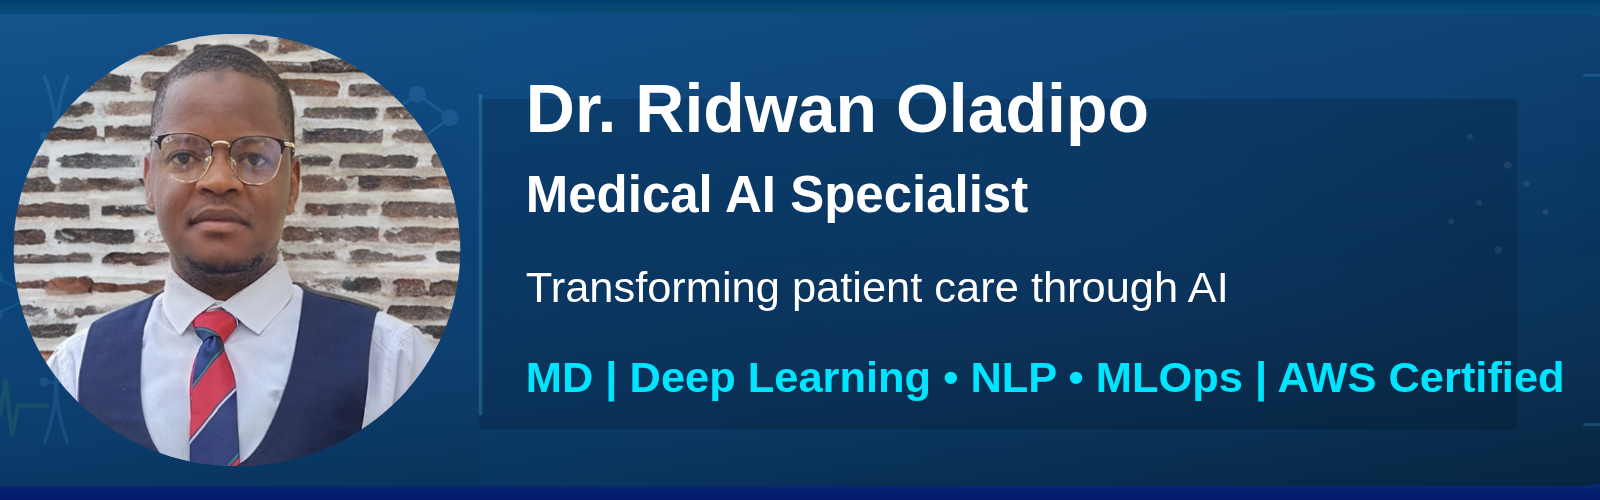 Dr. Ridwan Oladipo
Medical AI Specialist
Transforming patient care through AI
MD | Deep Learning • NLP • MLOps | AWS Certified